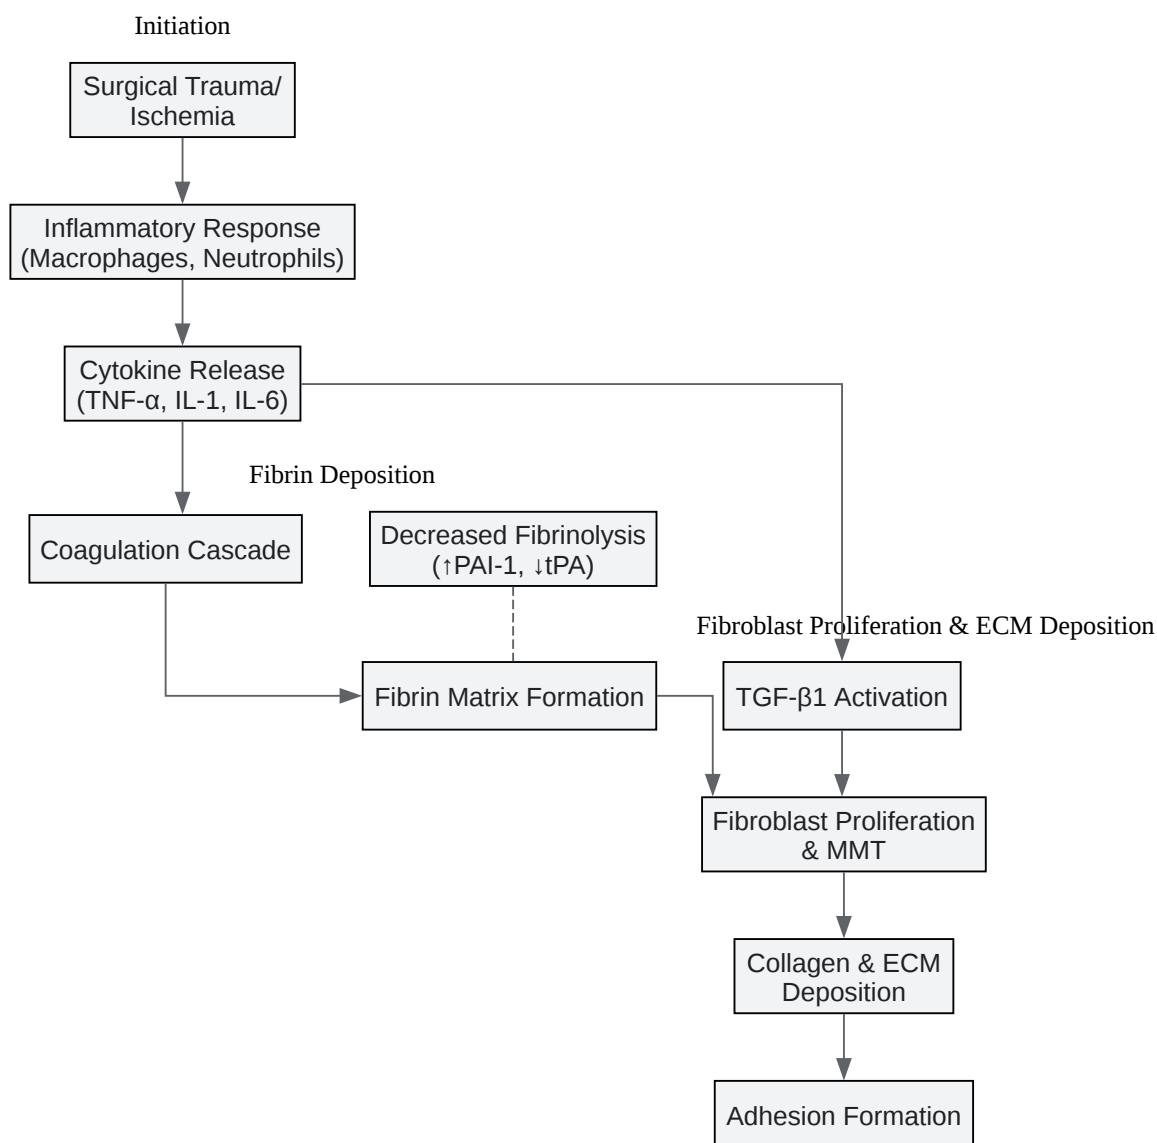 Initiation
Surgical Trauma/
Ischemia
Inflammatory Response
(Macrophages, Neutrophils)
Cytokine Release
(TNF-α, IL-1, IL-6)
Fibrin Deposition
Coagulation Cascade
Decreased Fibrinolysis
(↑PAI-1, ↓tPA)
Fibroblast Proliferation & ECM Deposition
Fibrin Matrix Formation
TGF-β1 Activation
Fibroblast Proliferation
& MMT
Collagen & ECM
Deposition
Adhesion Formation